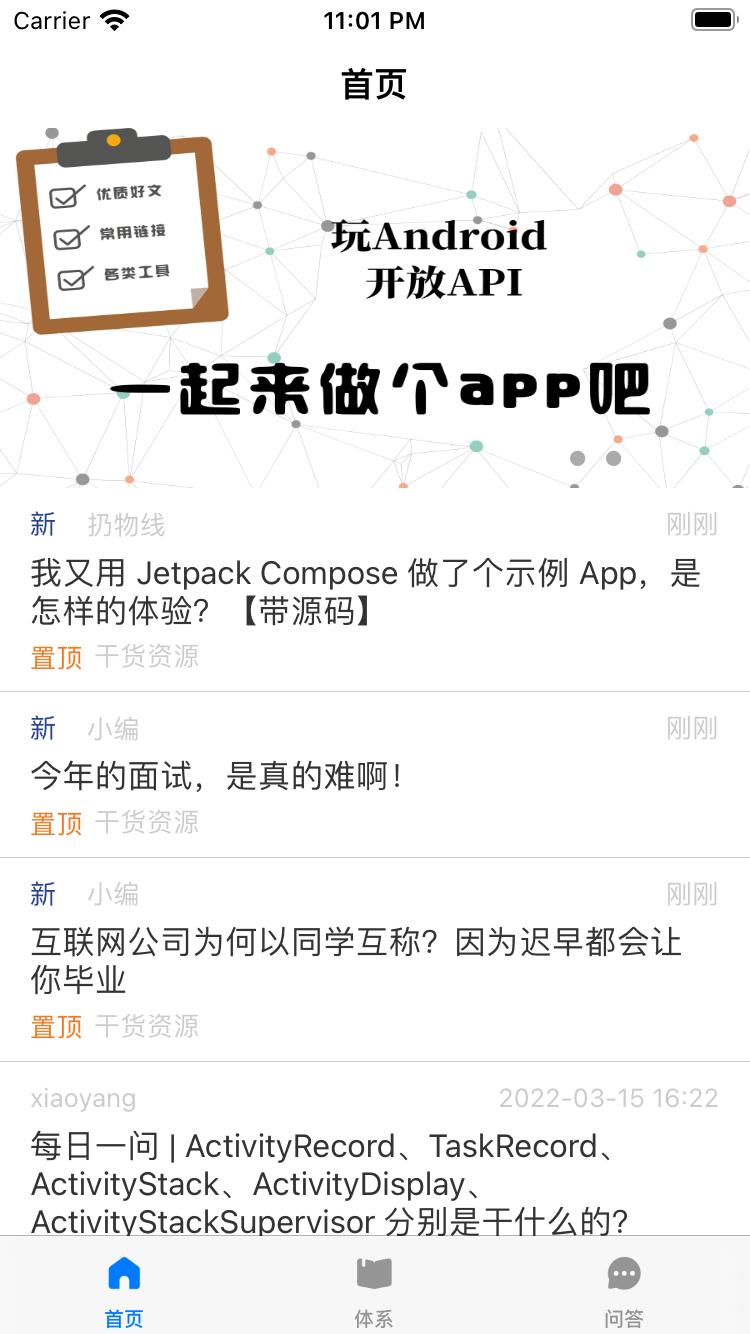 Carrier 11:01 PM
首页
优质好文
常用链接
各类工具
玩Android
开放API
一起来做个app吧
新 扔物线 刚刚
我又用 Jetpack Compose 做了个示例 App，是
怎样的体验？【带源码】
置顶 干货资源
新 小编 刚刚
今年的面试，是真的难啊！
置顶 干货资源
新 小编 刚刚
互联网公司为何以同学互称？因为迟早都会让
你毕业
置顶 干货资源
xiaoyang 2022-03-15 16:22
每日一问 | ActivityRecord、TaskRecord、
ActivityStack、ActivityDisplay、
ActivityStackSupervisor 分别是干什么的？
首页 体系 问答